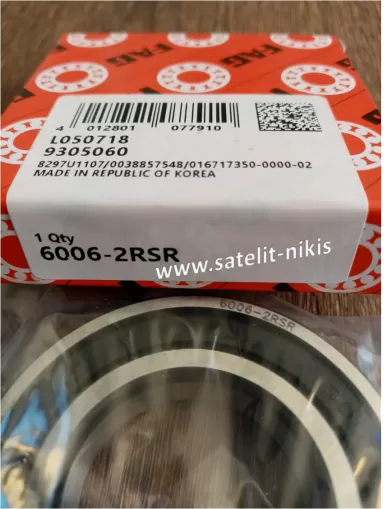 FAG
FAG
4 012801 077910
L050718
9305060
8297U1107/0038857548/016717350-0000-02
MADE IN REPUBLIC OF KOREA
1 Qty
6006-2RSR
www.satelit-nikis
6006-2RSR